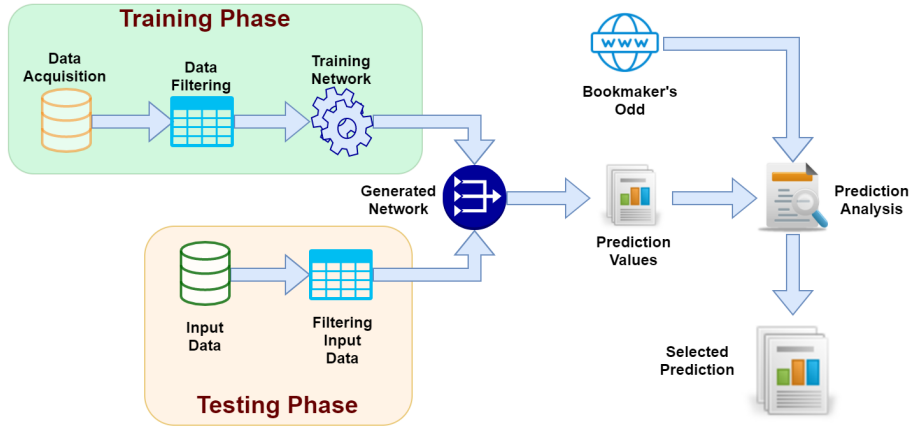 Training Phase
Data
Acquisition
Data
Filtering
Training
Network
WWW
Bookmaker's
Odd
Generated
Network
Prediction
Values
Prediction
Analysis
Input
Data
Filtering
Input
Data
Selected
Prediction
Testing Phase